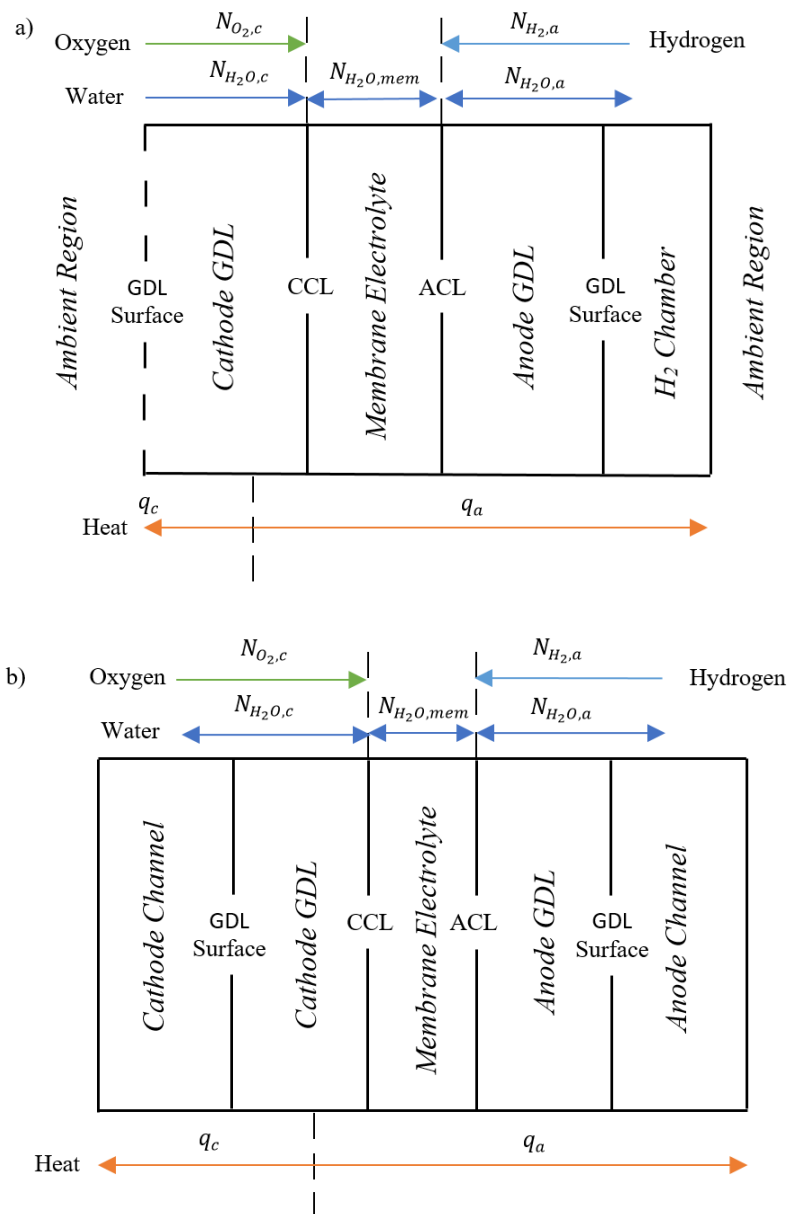 a)
N_{O_2,c}
N_{H_2,a}
Oxygen
Hydrogen
N_{H_2O,c}
N_{H_2O,mem}
N_{H_2O,a}
Water
Ambient Region
GDL
Surface
Cathode GDL
CCL
Membrane Electrolyte
ACL
Anode GDL
GDL
Surface
H_2 Chamber
Ambient Region
q_c
q_a
Heat
b)
N_{O_2,c}
N_{H_2,a}
Oxygen
Hydrogen
N_{H_2O,c}
N_{H_2O,mem}
N_{H_2O,a}
Water
Cathode Channel
GDL
Surface
Cathode GDL
CCL
Membrane Electrolyte
ACL
Anode GDL
GDL
Surface
Anode Channel
q_c
q_a
Heat